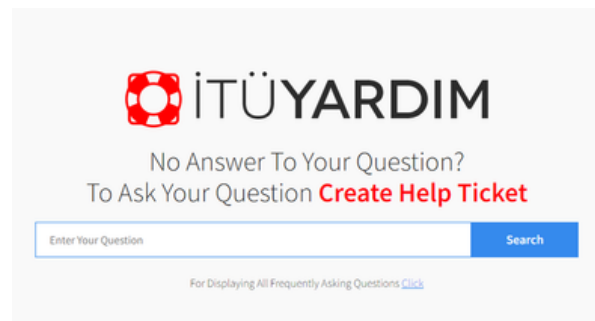 İTÜYARDIM
No Answer To Your Question?
To Ask Your Question Create Help Ticket
Enter Your Question
Search
For Displaying All Frequently Asking Questions Click